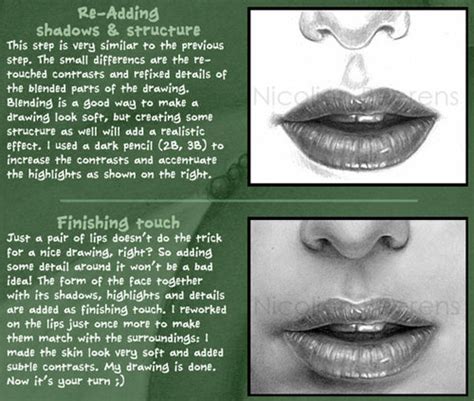 Re-Adding
shadows & structure
This step is very similar to the previous
step. The small differencs are the re-
touched contrasts and refixed details of
the blended parts of the drawing.
Blending is a good way to make a
drawing look soft, but creating some
structure as well will add a realistic
effect. I used a dark pencil (2B, 3B) to
increase the contrasts and accentuate
the highlights as shown on the right.
Finishing touch
Just a pair of lips doesn't do the trick
for a nice drawing, right? So adding
some detail around it won't be a bad
idea! The form of the face together
with its shadows, highlights and details
are added as finishing touch. I reworked
on the lips just once more to make
them match with the surroundings: I
made the skin look very soft and added
subtle contrasts. My drawing is done.
Now it's your turn ;)